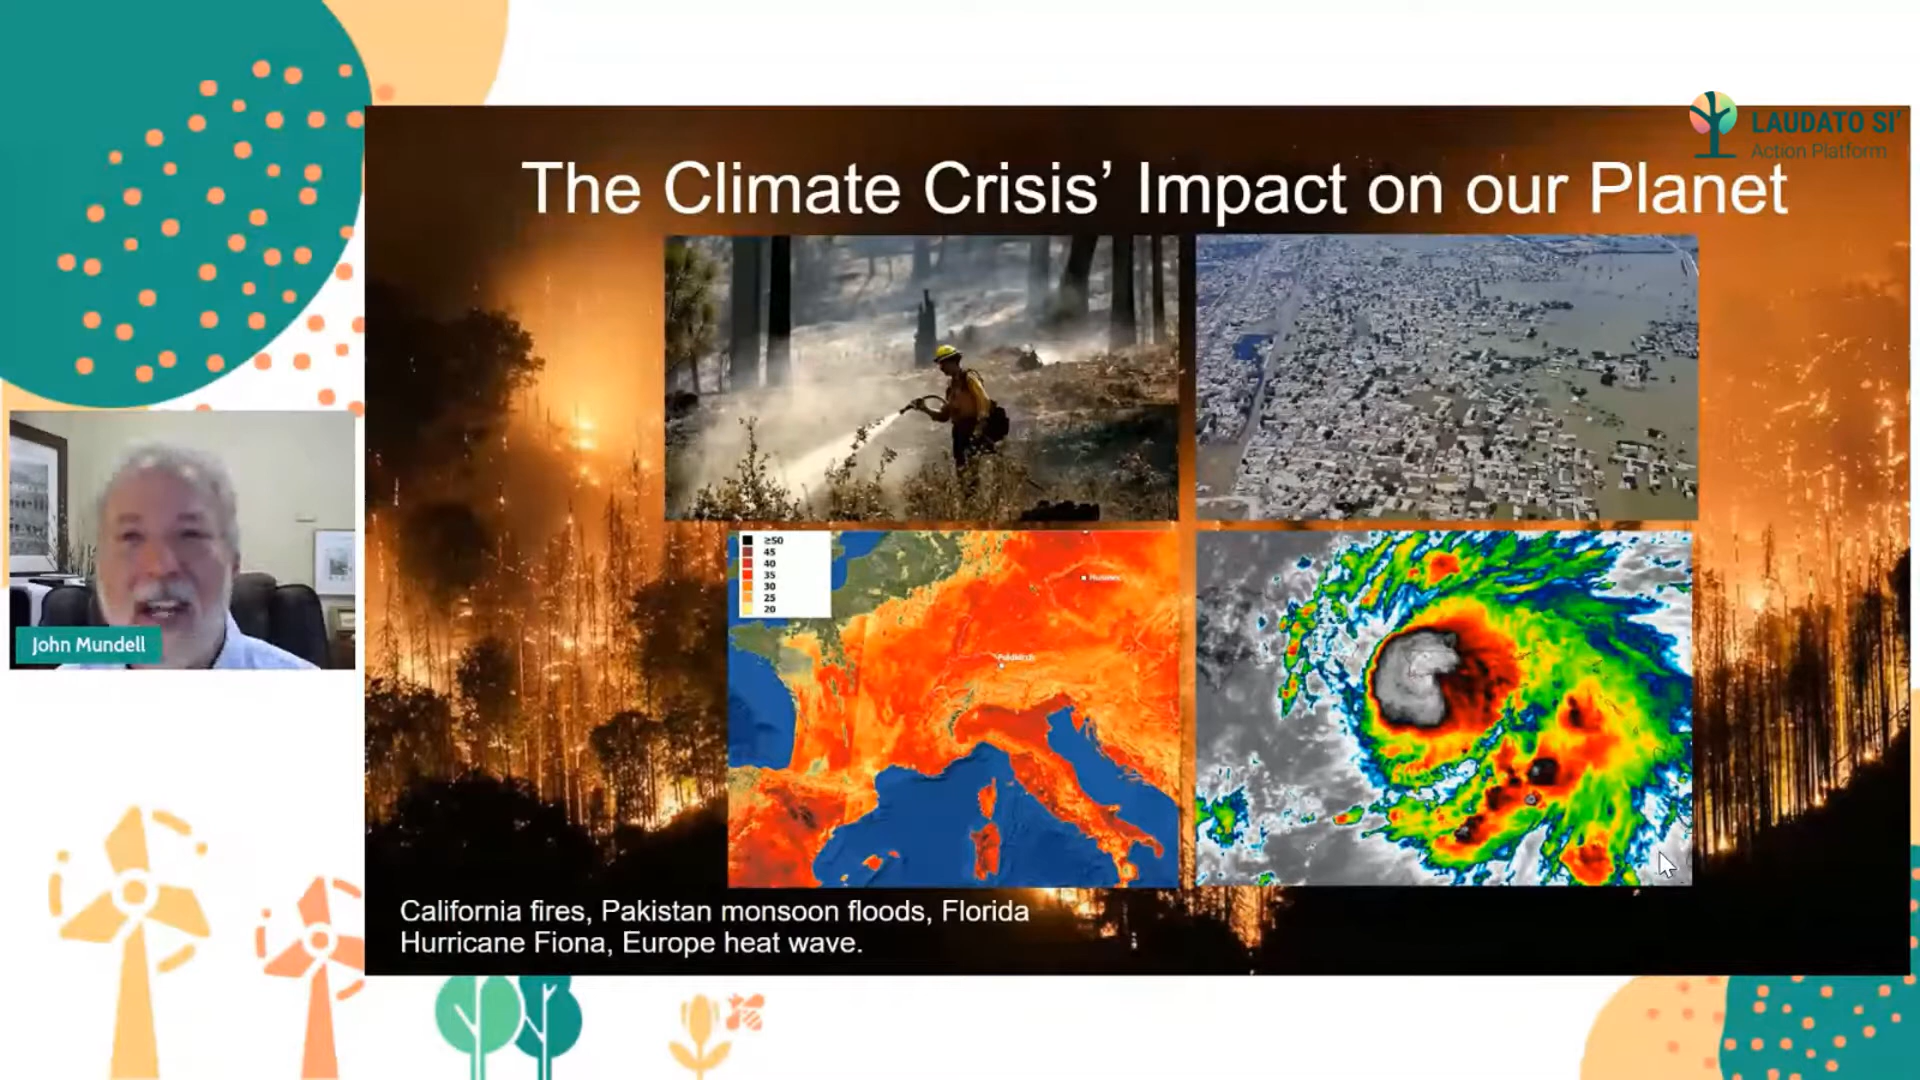 LAUDATO SI'
Action Platform
The Climate Crisis’ Impact on our Planet
≥50
45
40
35
30
25
20
John Mundell
California fires, Pakistan monsoon floods, Florida
Hurricane Fiona, Europe heat wave.